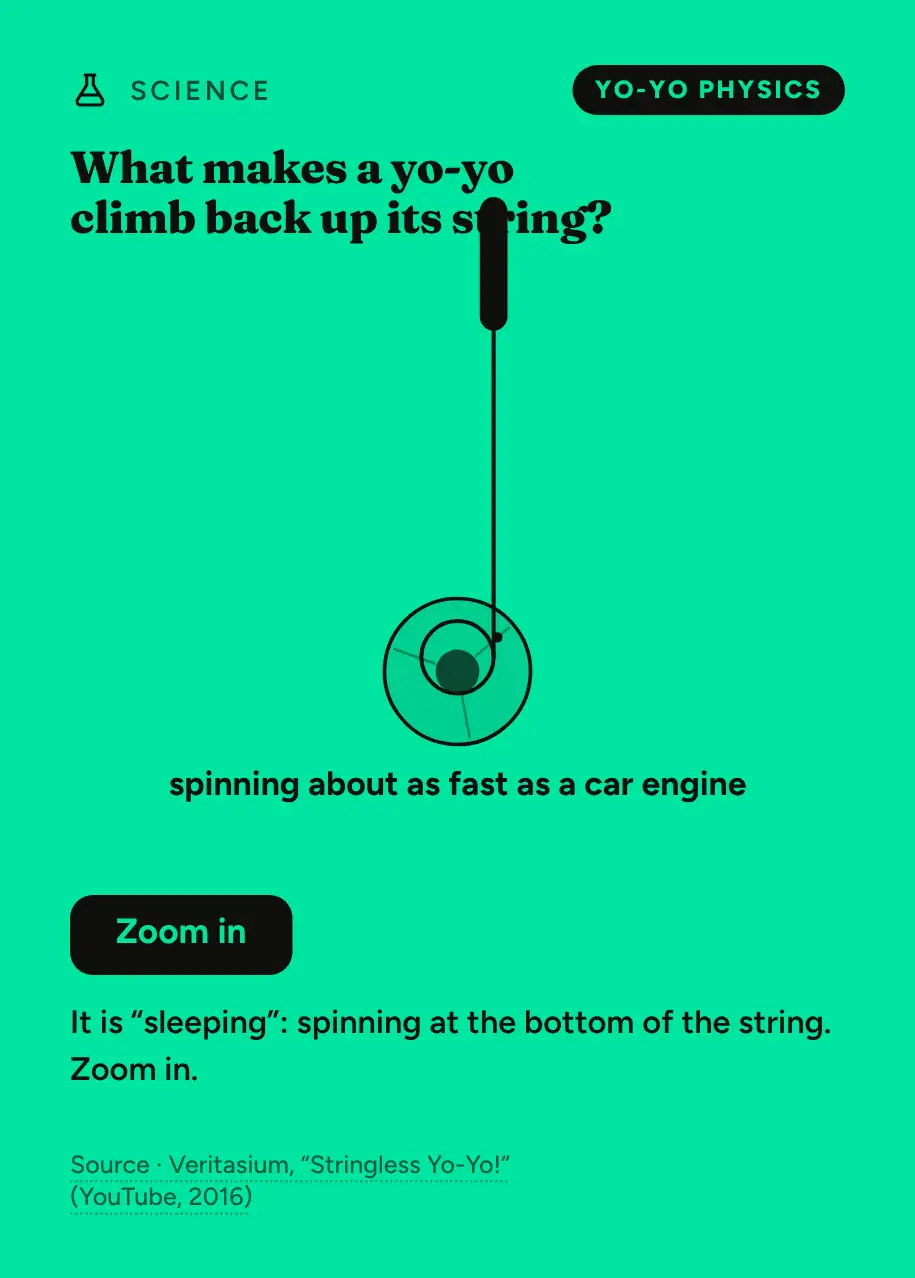 SCIENCE
YO-YO PHYSICS
What makes a yo-yo
climb back up its string?
spinning about as fast as a car engine
Zoom in
It is “sleeping”: spinning at the bottom of the string.
Zoom in.
Source · Veritasium, “Stringless Yo-Yo!”
(YouTube, 2016)